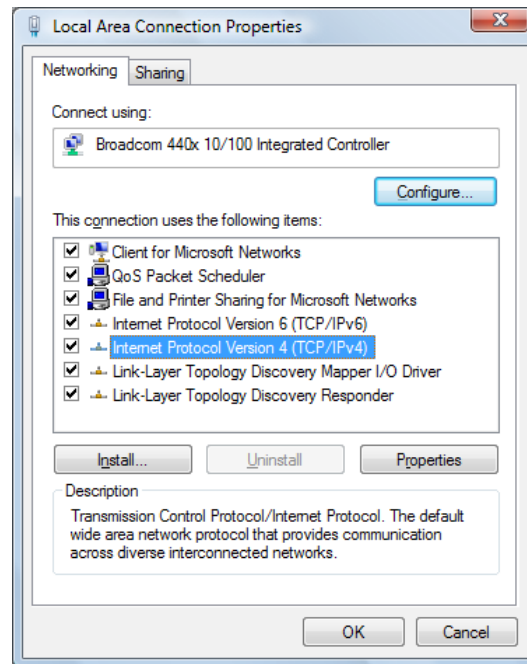 Local Area Connection Properties
X
Networking Sharing
Connect using:
Broadcom 440x 10/100 Integrated Controller
Configure...
This connection uses the following items:
Client for Microsoft Networks
QoS Packet Scheduler
File and Printer Sharing for Microsoft Networks
Internet Protocol Version 6 (TCP/IPv6)
Internet Protocol Version 4 (TCP/IPv4)
Link-Layer Topology Discovery Mapper I/O Driver
Link-Layer Topology Discovery Responder
Install... Uninstall Properties
Description
Transmission Control Protocol/Internet Protocol. The default
wide area network protocol that provides communication
across diverse interconnected networks.
OK Cancel